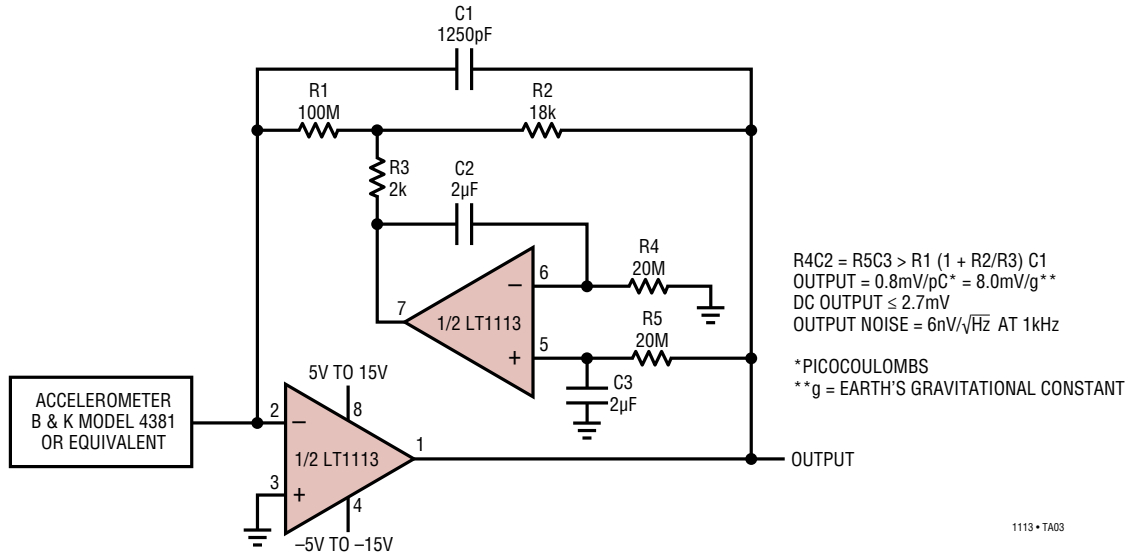 C1
1250pF
R1
100M
R2
18k
R3
2k
C2
2µF
R4
20M
6
–
7
1/2 LT1113
R5
20M
5
+
C3
2µF
R4C2 = R5C3 > R1 (1 + R2/R3) C1
OUTPUT = 0.8mV/pC* = 8.0mV/g**
DC OUTPUT ≤ 2.7mV
OUTPUT NOISE = 6nV/√Hz AT 1kHz
*PICOCOULOMBS
**g = EARTH'S GRAVITATIONAL CONSTANT
ACCELEROMETER
B & K MODEL 4381
OR EQUIVALENT
5V TO 15V
8
2
–
1/2 LT1113
1
OUTPUT
3
+
4
–5V TO –15V
1113 • TA03